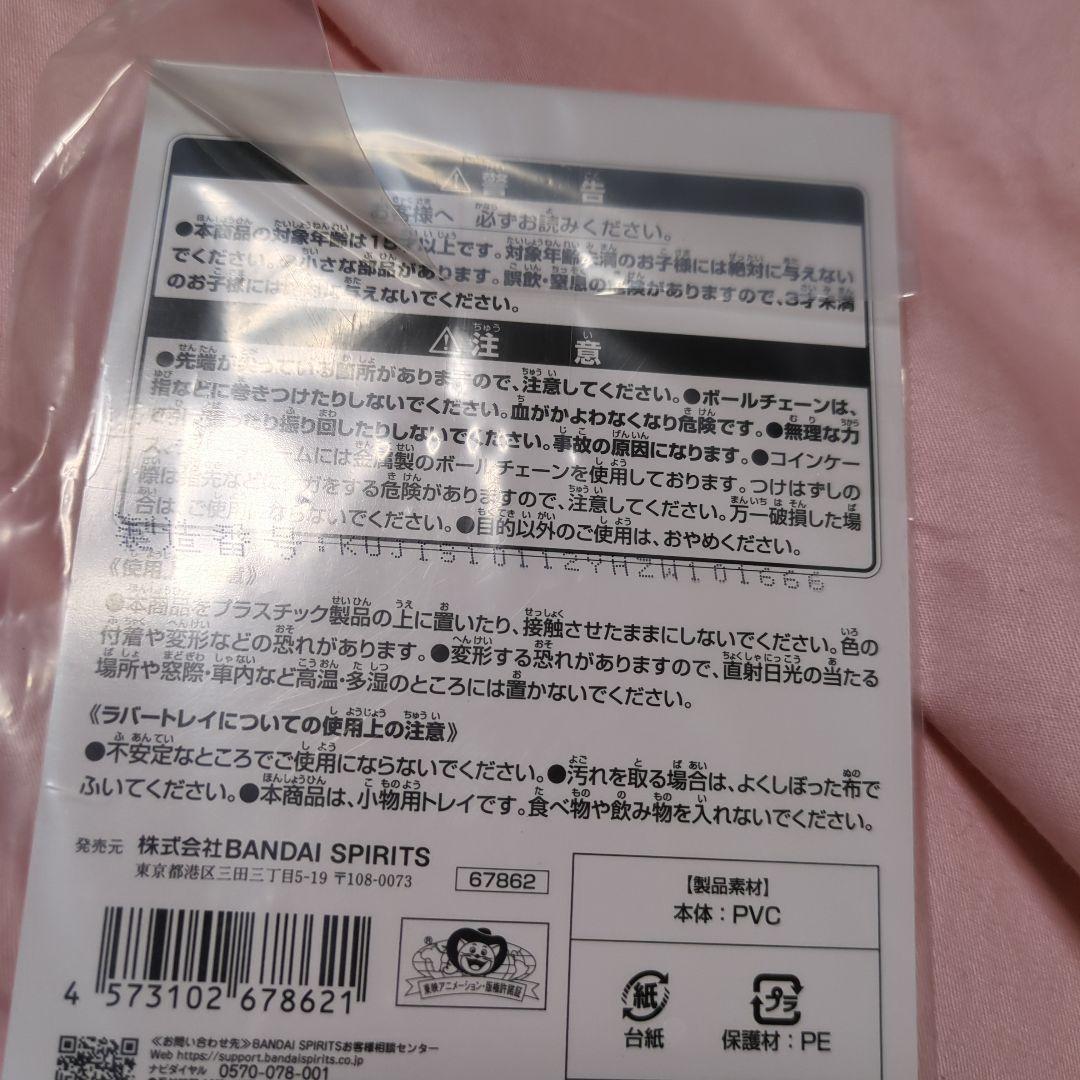 警告
お客様へ 必ずお読みください。
●本商品の対象年齢は15才以上です。対象年齢未満のお子様には絶対に与えない
でください。●小さな部品があります。誤飲・窒息の危険がありますので、3才未満
のお子様には絶対に与えないでください。
注意
●先端が尖っている箇所がありますので、注意してください。●ボールチェーンは、
指などに巻きつけたりしないでください。血がかよわなくなり危険です。●無理な力
たり振り回したりしないでください。事故の原因になります。●コインケー
ームには金属製のボールチェーンを使用しております。つけはずしの
際は指先などにケガをする危険がありますので、注意してください。万一破損した場
合は、ご使用にならないでください。●目的以外のご使用は、おやめください。
製造番号:KUJ1S1011ZYHZW101666
《使用
●本商品をプラスチック製品の上に置いたり、接触させたままにしないでください。色の
付着や変形などの恐れがあります。●変形する恐れがありますので、直射日光の当たる
場所や窓際・車内など高温・多湿のところには置かないでください。
《ラバートレイについての使用上の注意》
●不安定なところでご使用にならないでください。●汚れを取る場合は、よくしぼった布で
ふいてください。●本商品は、小物用トレイです。食べ物や飲み物を入れないでください。
発売元 株式会社BANDAI SPIRITS
東京都港区三田三丁目5-19 〒108-0073
67862
【製品素材】
本体:PVC
4 573102 678621
®
東映アニメーション・版権許諾証
紙
台紙
プラ
保護材:PE
≪お問い合わせ先≫BANDAI SPIRITSお客様相談センター
Web https://support.bandaispirits.co.jp
ナビダイヤル 0570-078-001